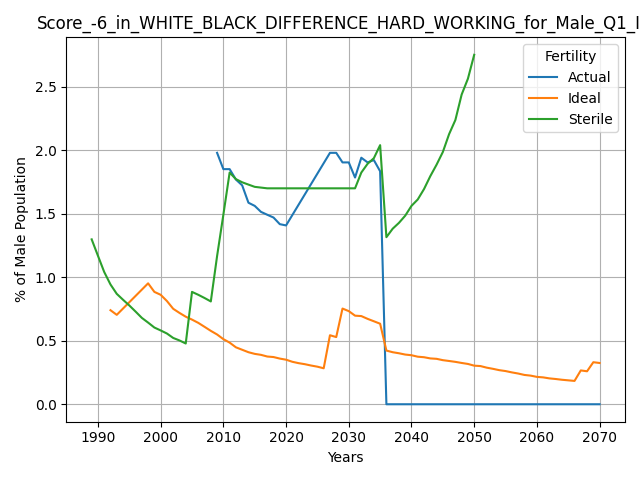 Score_-6_in_WHITE_BLACK_DIFFERENCE_HARD_WORKING_for_Male_Q1_I
Fertility
Actual
Ideal
Sterile
2.5
2.0
1.5
1.0
0.5
0.0
% of Male Population
1990 2000 2010 2020 2030 2040 2050 2060 2070
Years